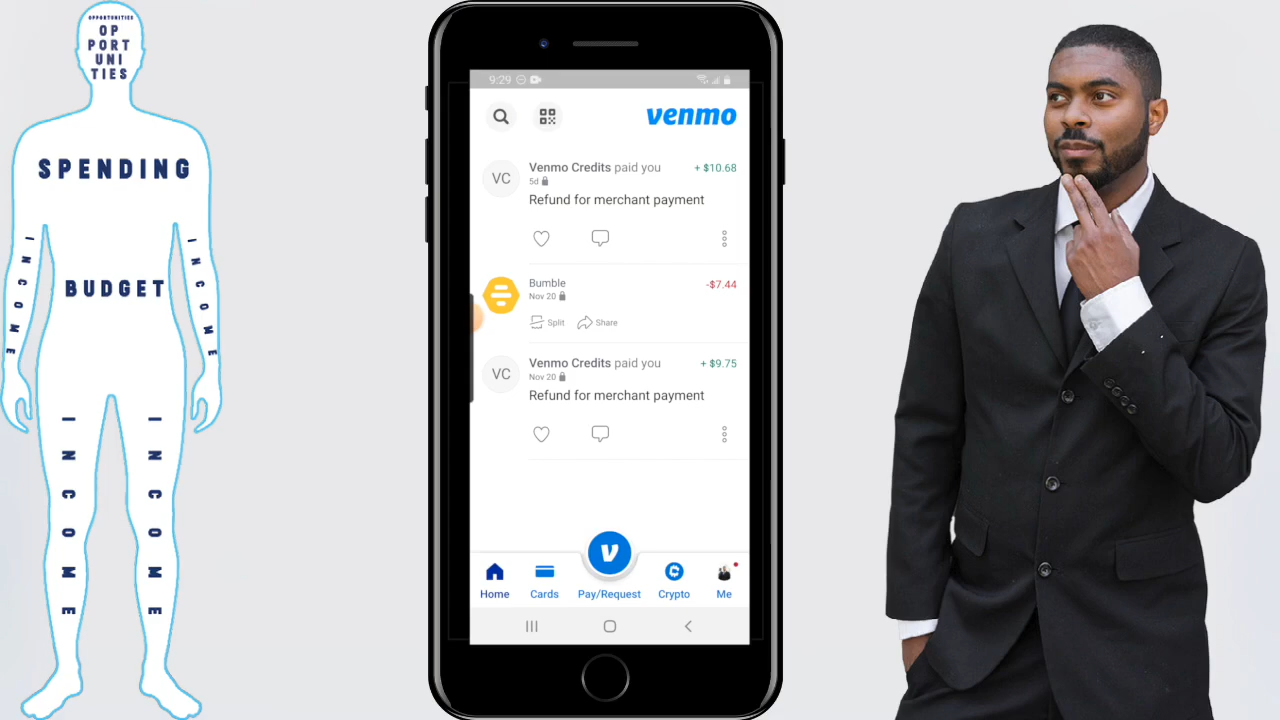 OPPORTUNITIES
OP
PORT
UNI
TIES
SPENDING
INCOME
INCOME
BUDGET
INCOME
INCOME
9:29
venmo
VC
Venmo Credits paid you
+ $10.68
5d
Refund for merchant payment
Bumble
-$7.44
Nov 20
Split
Share
VC
Venmo Credits paid you
+ $9.75
Nov 20
Refund for merchant payment
V
Home
Cards
Pay/Request
Crypto
Me